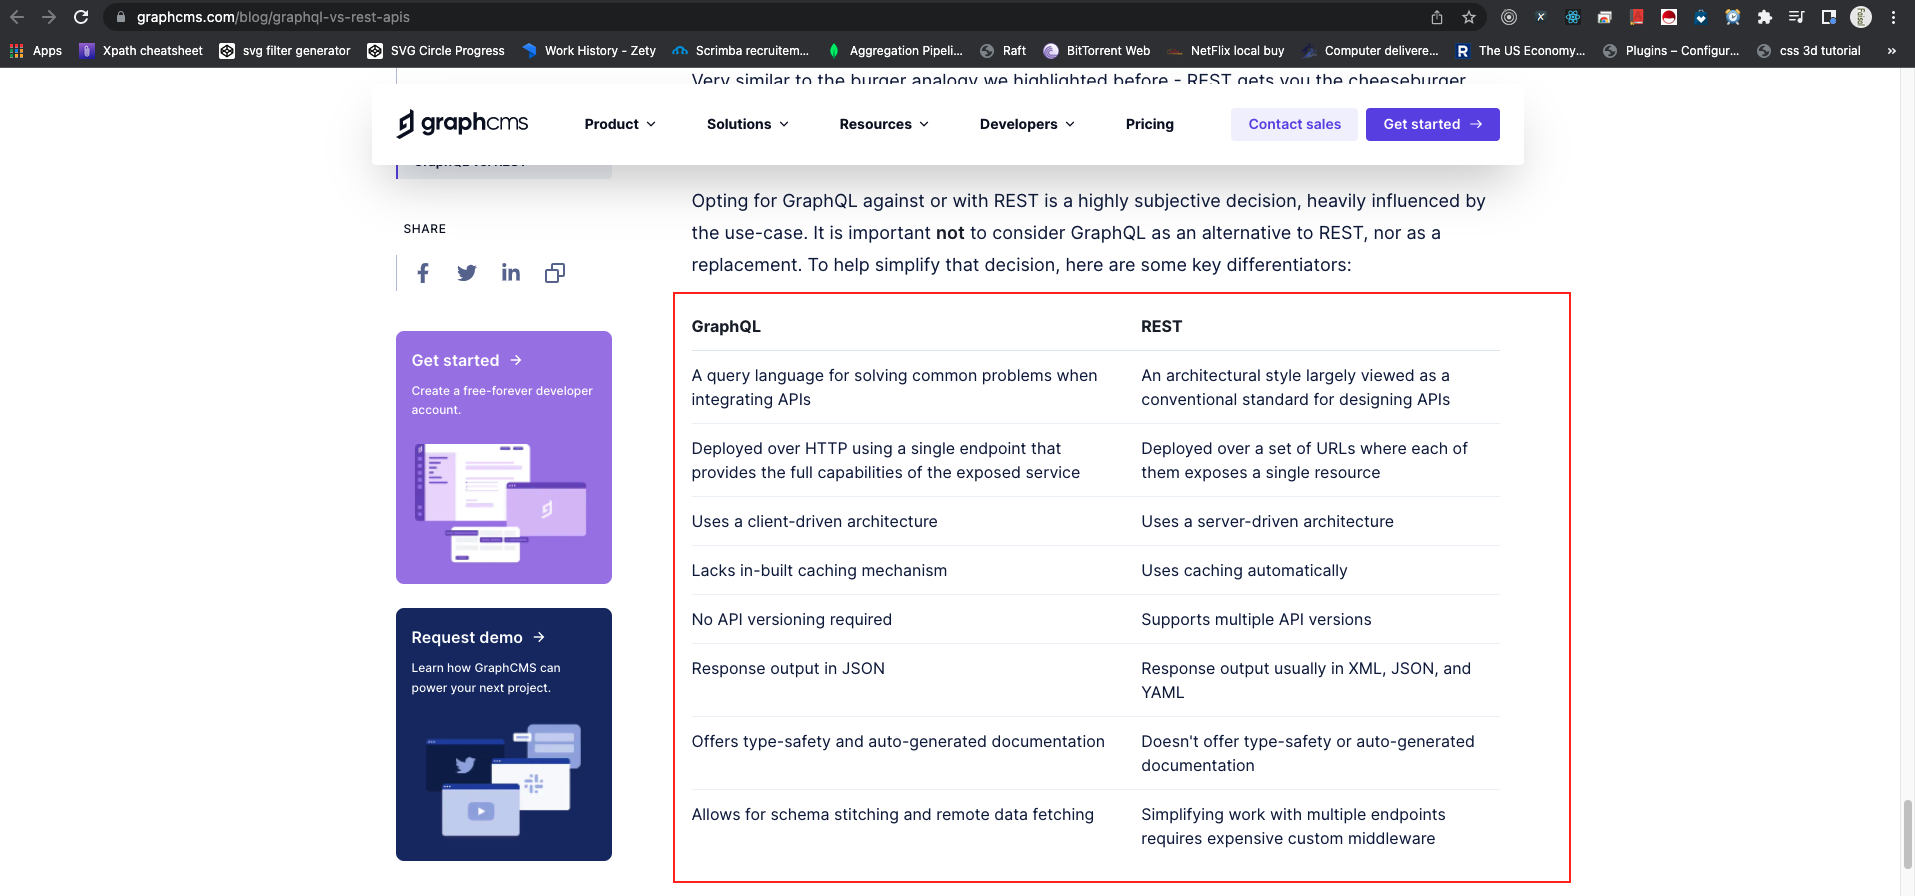 graphcms.com/blog/graphql-vs-rest-apis
Apps
Xpath cheatsheet
svg filter generator
SVG Circle Progress
Work History - Zety
Scrimba recruitem...
Aggregation Pipeli...
Raft
BitTorrent Web
NetFlix local buy
Computer delivere...
The US Economy...
Plugins – Configur...
css 3d tutorial
»
Very similar to the burger analogy we highlighted before - REST gets you the cheeseburger
graphcms
Product
Solutions
Resources
Developers
Pricing
Contact sales
Get started →
GraphQL vs. REST
SHARE
Get started →
Create a free-forever developer
account.
Request demo →
Learn how GraphCMS can
power your next project.
Opting for GraphQL against or with REST is a highly subjective decision, heavily influenced by
the use-case. It is important not to consider GraphQL as an alternative to REST, nor as a
replacement. To help simplify that decision, here are some key differentiators:
GraphQL
REST
A query language for solving common problems when
integrating APIs
An architectural style largely viewed as a
conventional standard for designing APIs
Deployed over HTTP using a single endpoint that
provides the full capabilities of the exposed service
Deployed over a set of URLs where each of
them exposes a single resource
Uses a client-driven architecture
Uses a server-driven architecture
Lacks in-built caching mechanism
Uses caching automatically
No API versioning required
Supports multiple API versions
Response output in JSON
Response output usually in XML, JSON, and
YAML
Offers type-safety and auto-generated documentation
Doesn't offer type-safety or auto-generated
documentation
Allows for schema stitching and remote data fetching
Simplifying work with multiple endpoints
requires expensive custom middleware